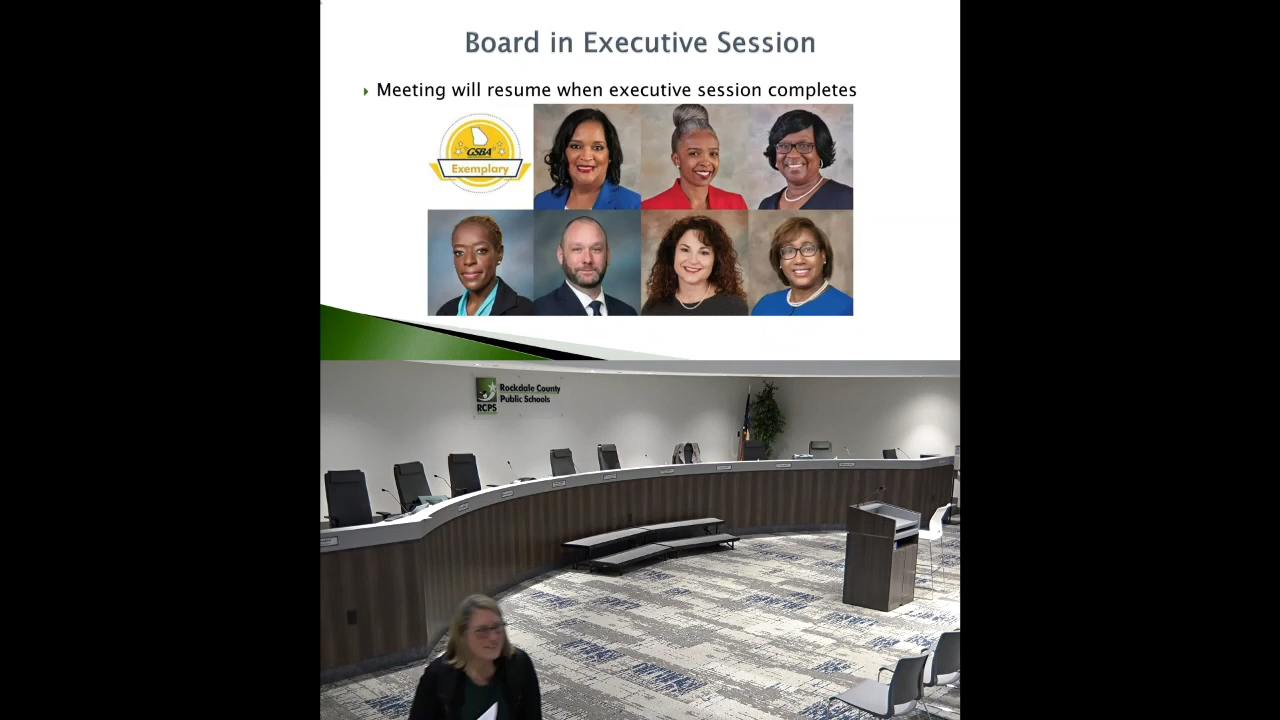 Board in Executive Session
Meeting will resume when executive session completes
GSBA
Exemplary
Rockdale County
Public Schools
RCPS